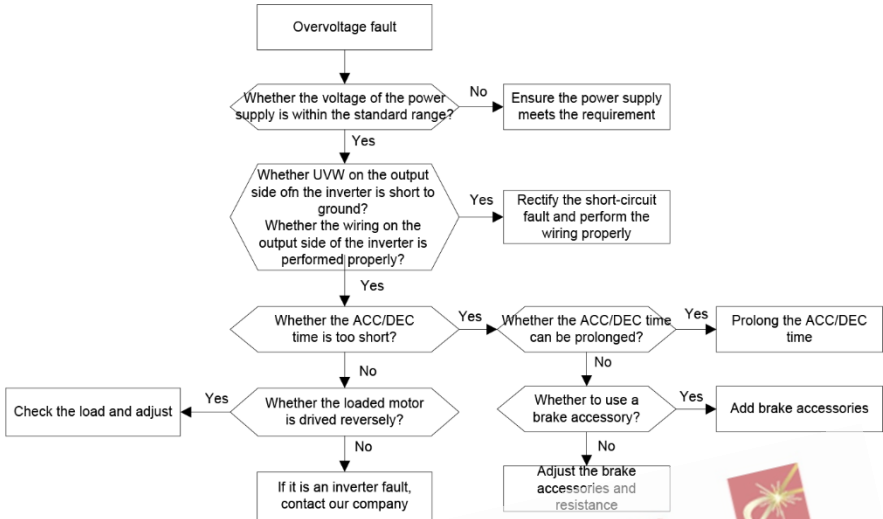 Overvoltage fault
Whether the voltage of the power
supply is within the standard range?
No
Ensure the power supply
meets the requirement
Yes
Whether UVW on the output
side ofn the inverter is short to
ground?
Whether the wiring on the
output side of the inverter is
performed properly?
Yes
Rectify the short-circuit
fault and perform the
wiring properly
Yes
Whether the ACC/DEC
time is too short?
Yes
Whether the ACC/DEC time
can be prolonged?
Yes
Prolong the ACC/DEC
time
No
No
Check the load and adjust
Yes
Whether the loaded motor
is drived reversely?
Whether to use a
brake accessory?
Yes
Add brake accessories
No
No
If it is an inverter fault,
contact our company
Adjust the brake
accessories and
resistance